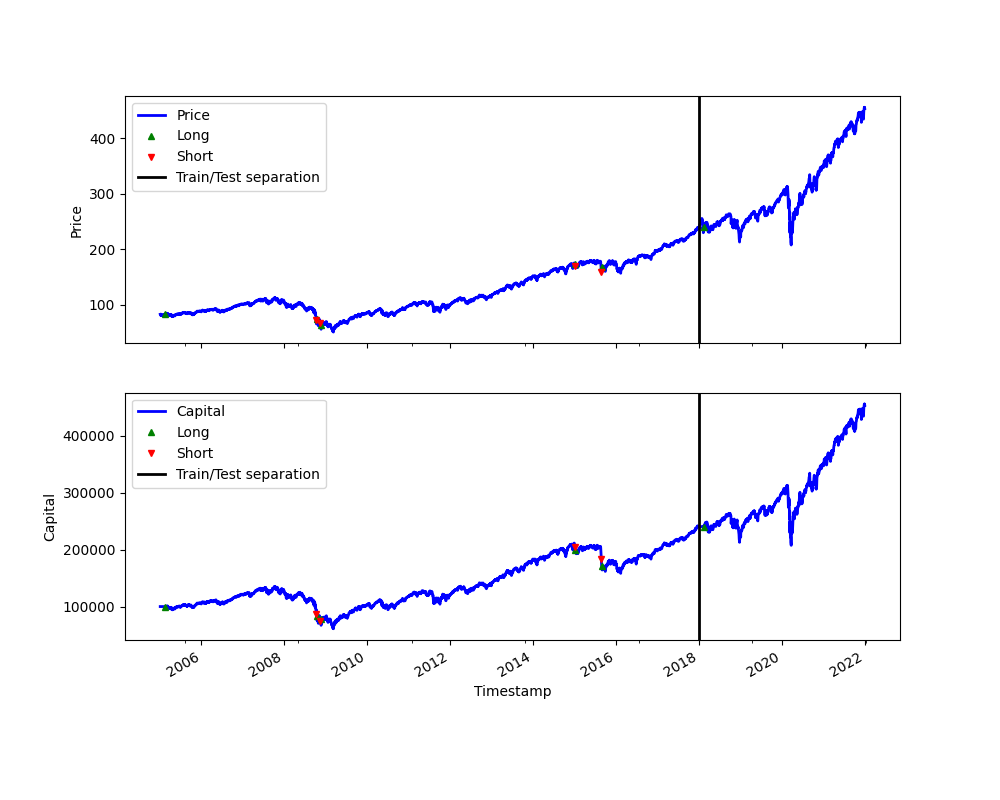 Price
Long
Short
Train/Test separation
400
300
200
100
Price
Capital
Long
Short
Train/Test separation
400000
300000
200000
100000
Capital
2006 2008 2010 2012 2014 2016 2018 2020 2022
Timestamp